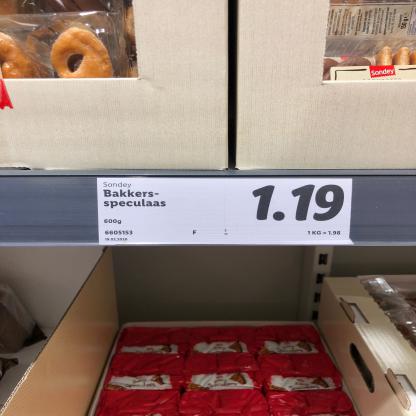 Sondey
Sondey
Bakkers-
speculaas
1.19
600g
6605153
F
1 KG = 1.98